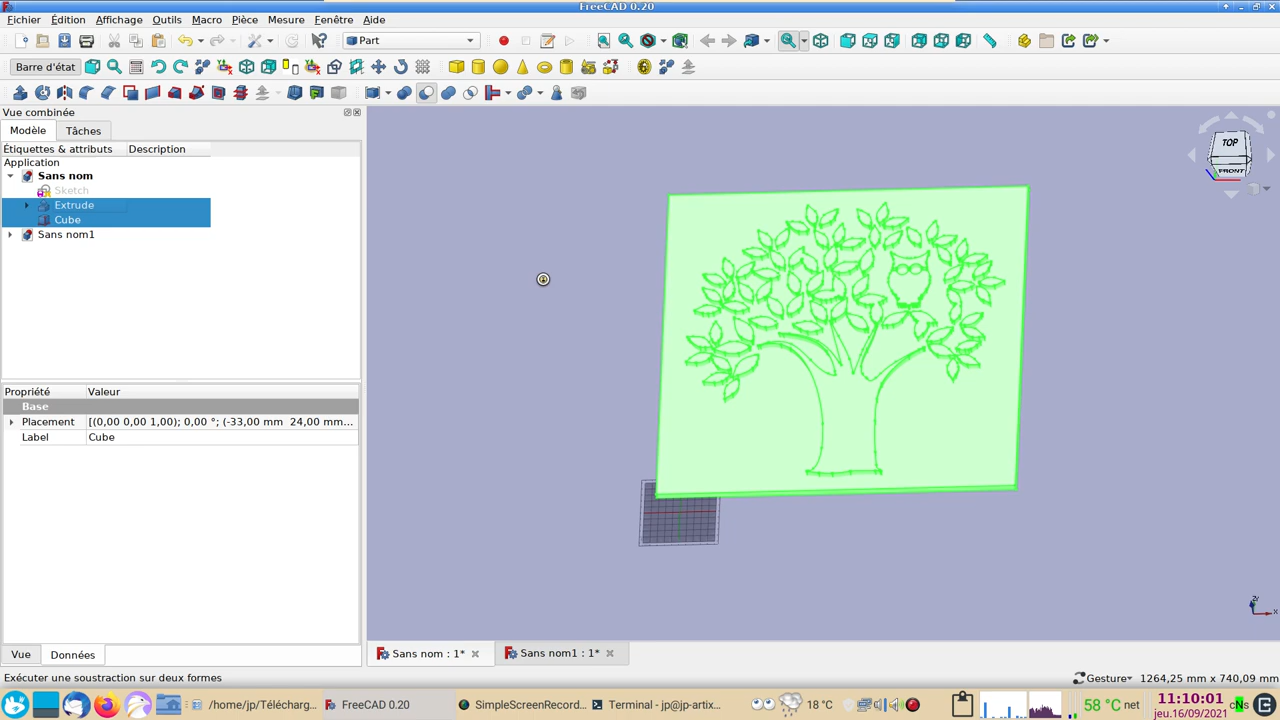 FreeCAD 0.20
Fichier Édition Affichage Outils Macro Pièce Mesure Fenêtre Aide
Part
Barre d'état
Vue combinée
Modèle Tâches
Étiquettes & attributs Description
Application
Sans nom
Sketch
Extrude
Cube
Sans nom1
TOP
FRONT
Propriété Valeur
Base
Placement [(0,00 0,00 1,00); 0,00 °; (-33,00 mm 24,00 mm...
Label Cube
Vue Données
Sans nom : 1* Sans nom1 : 1*
Exécuter une soustraction sur deux formes Gesture 1264,25 mm x 740,09 mm
/home/jp/Télécharg... FreeCAD 0.20 SimpleScreenRecord... Terminal - jp@jp-artix... 18 °C 58 °C net 11:10:01 cNs
jeu.16/09/2021